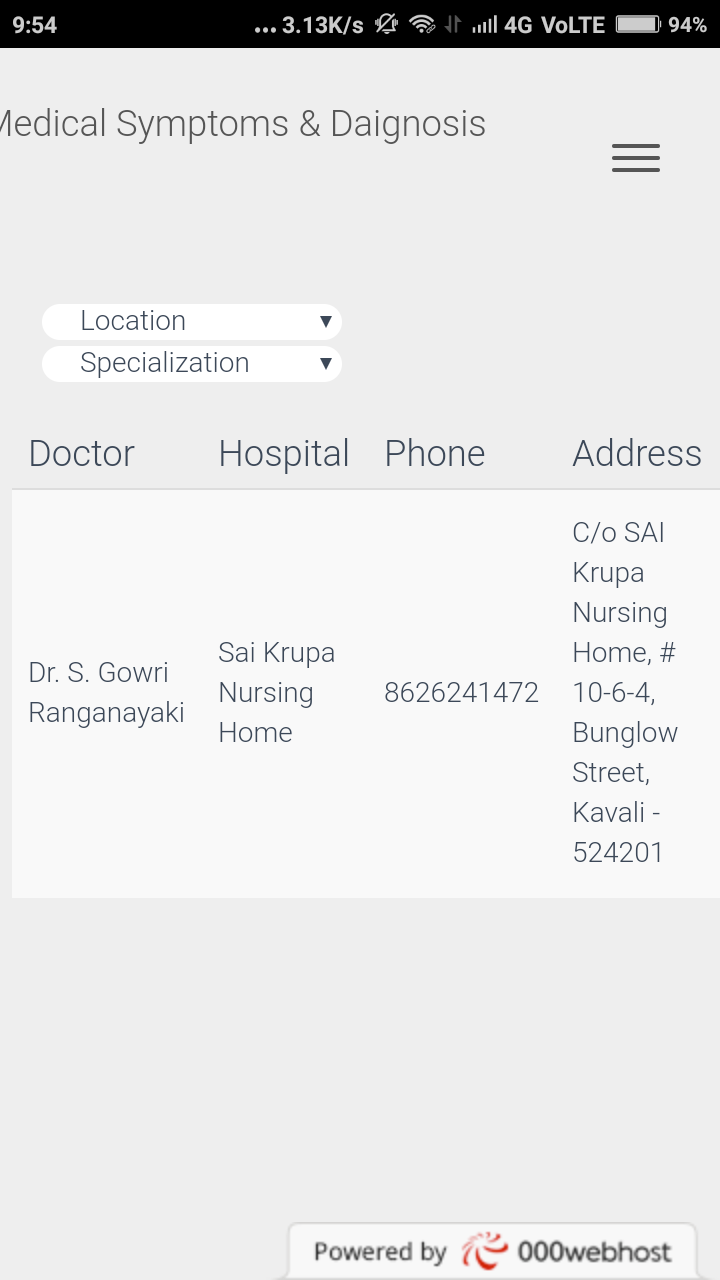 9:54 ... 3.13K/s 4G VoLTE 94%
Medical Symptoms & Daignosis
Location
Specialization
Doctor Hospital Phone Address
Dr. S. Gowri
Ranganayaki
Sai Krupa
Nursing
Home
8626241472
C/o SAI
Krupa
Nursing
Home, #
10-6-4,
Bunglow
Street,
Kavali -
524201
Powered by 000webhost